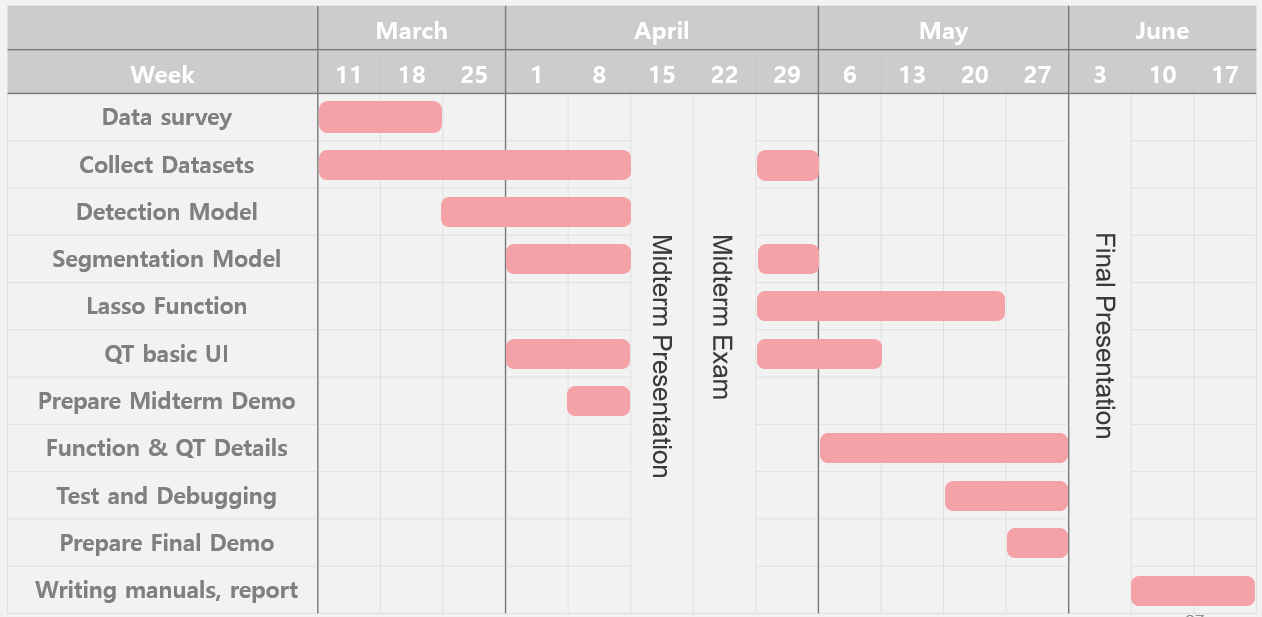 March April May June
Week 11 18 25 1 8 15 22 29 6 13 20 27 3 10 17
Data survey
Collect Datasets
Detection Model
Segmentation Model
Lasso Function
QT basic UI
Prepare Midterm Demo
Function & QT Details
Test and Debugging
Prepare Final Demo
Writing manuals, report
Midterm Presentation
Midterm Exam
Final Presentation